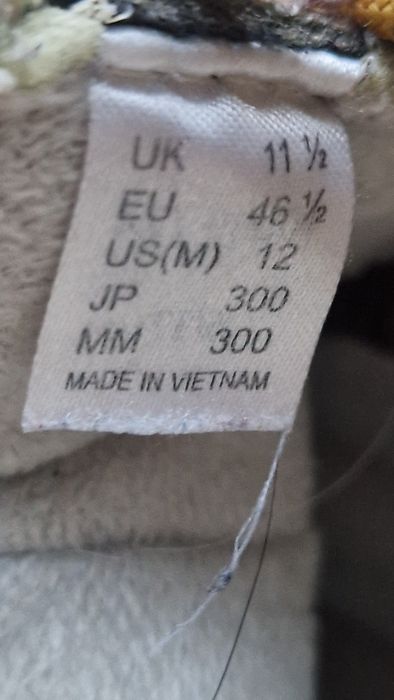 UK 11 ½
EU 46 ½
US(M) 12
JP 300
MM 300
MADE IN VIETNAM